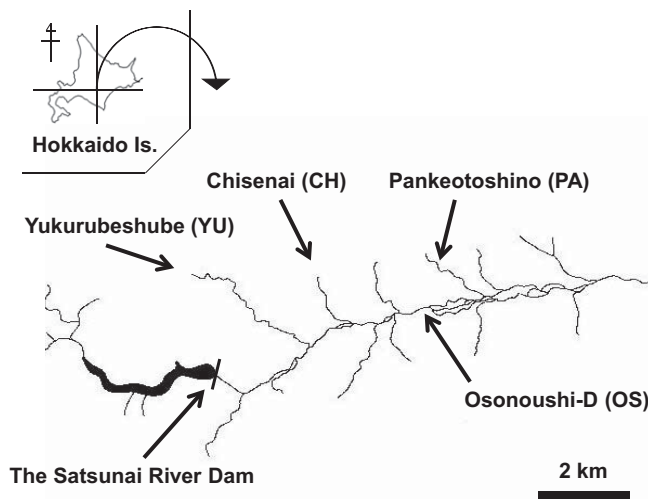 Hokkaido Is.
Chisenai (CH)
Pankeotoshino (PA)
Yukurubeshube (YU)
Osonoushi-D (OS)
The Satsunai River Dam
2 km